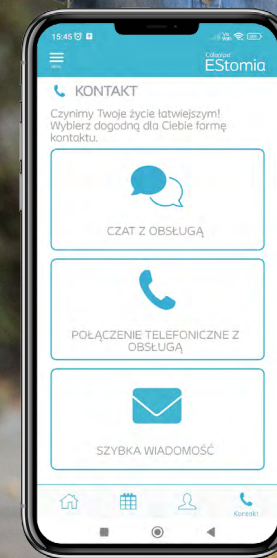 15:45
MENU
Coloplast
EStomia
KONTAKT
Czynimy Twoje życie łatwiejszym!
Wybierz dogodną dla Ciebie formę
kontaktu.
CZAT Z OBSŁUGĄ
POŁĄCZENIE TELEFONICZNE Z
OBSŁUGĄ
SZYBKA WIADOMOŚĆ
Kontakt